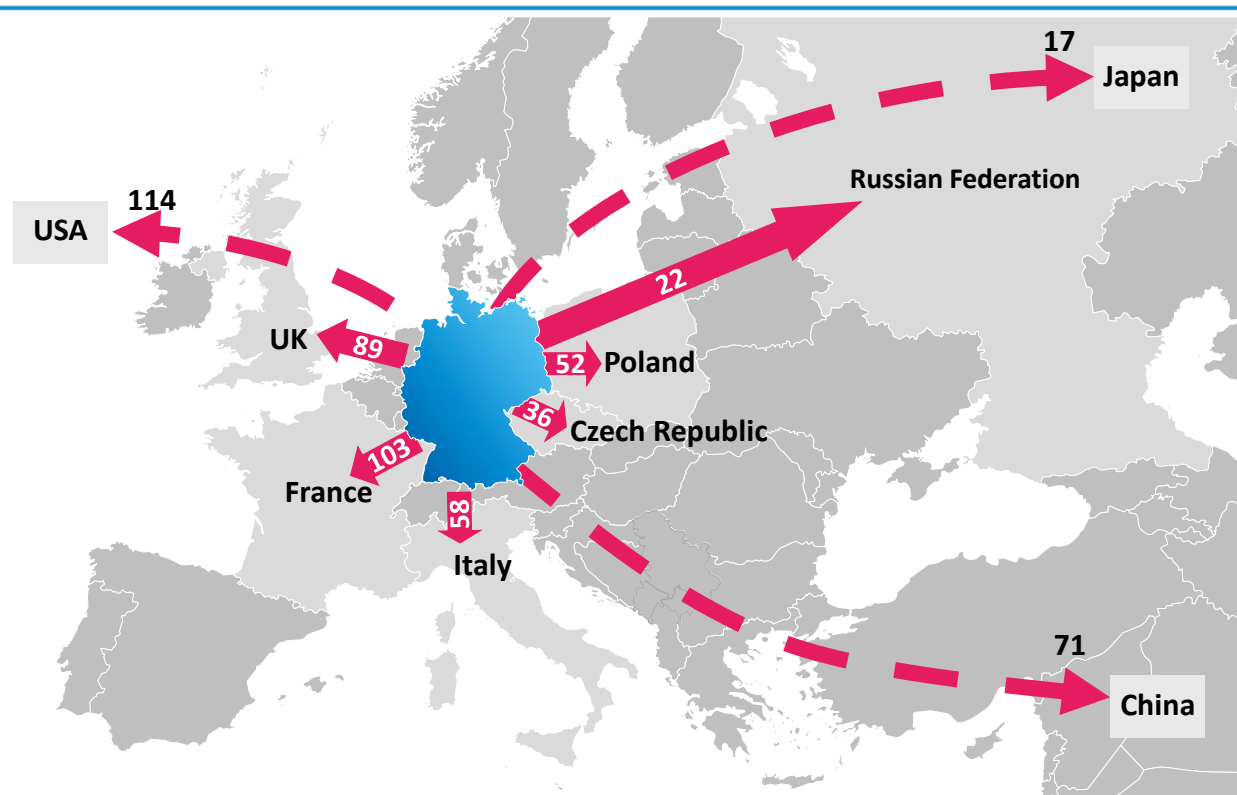 17
Japan
Russian Federation
114
USA
22
UK
89
52
Poland
36
Czech Republic
103
France
58
Italy
71
China